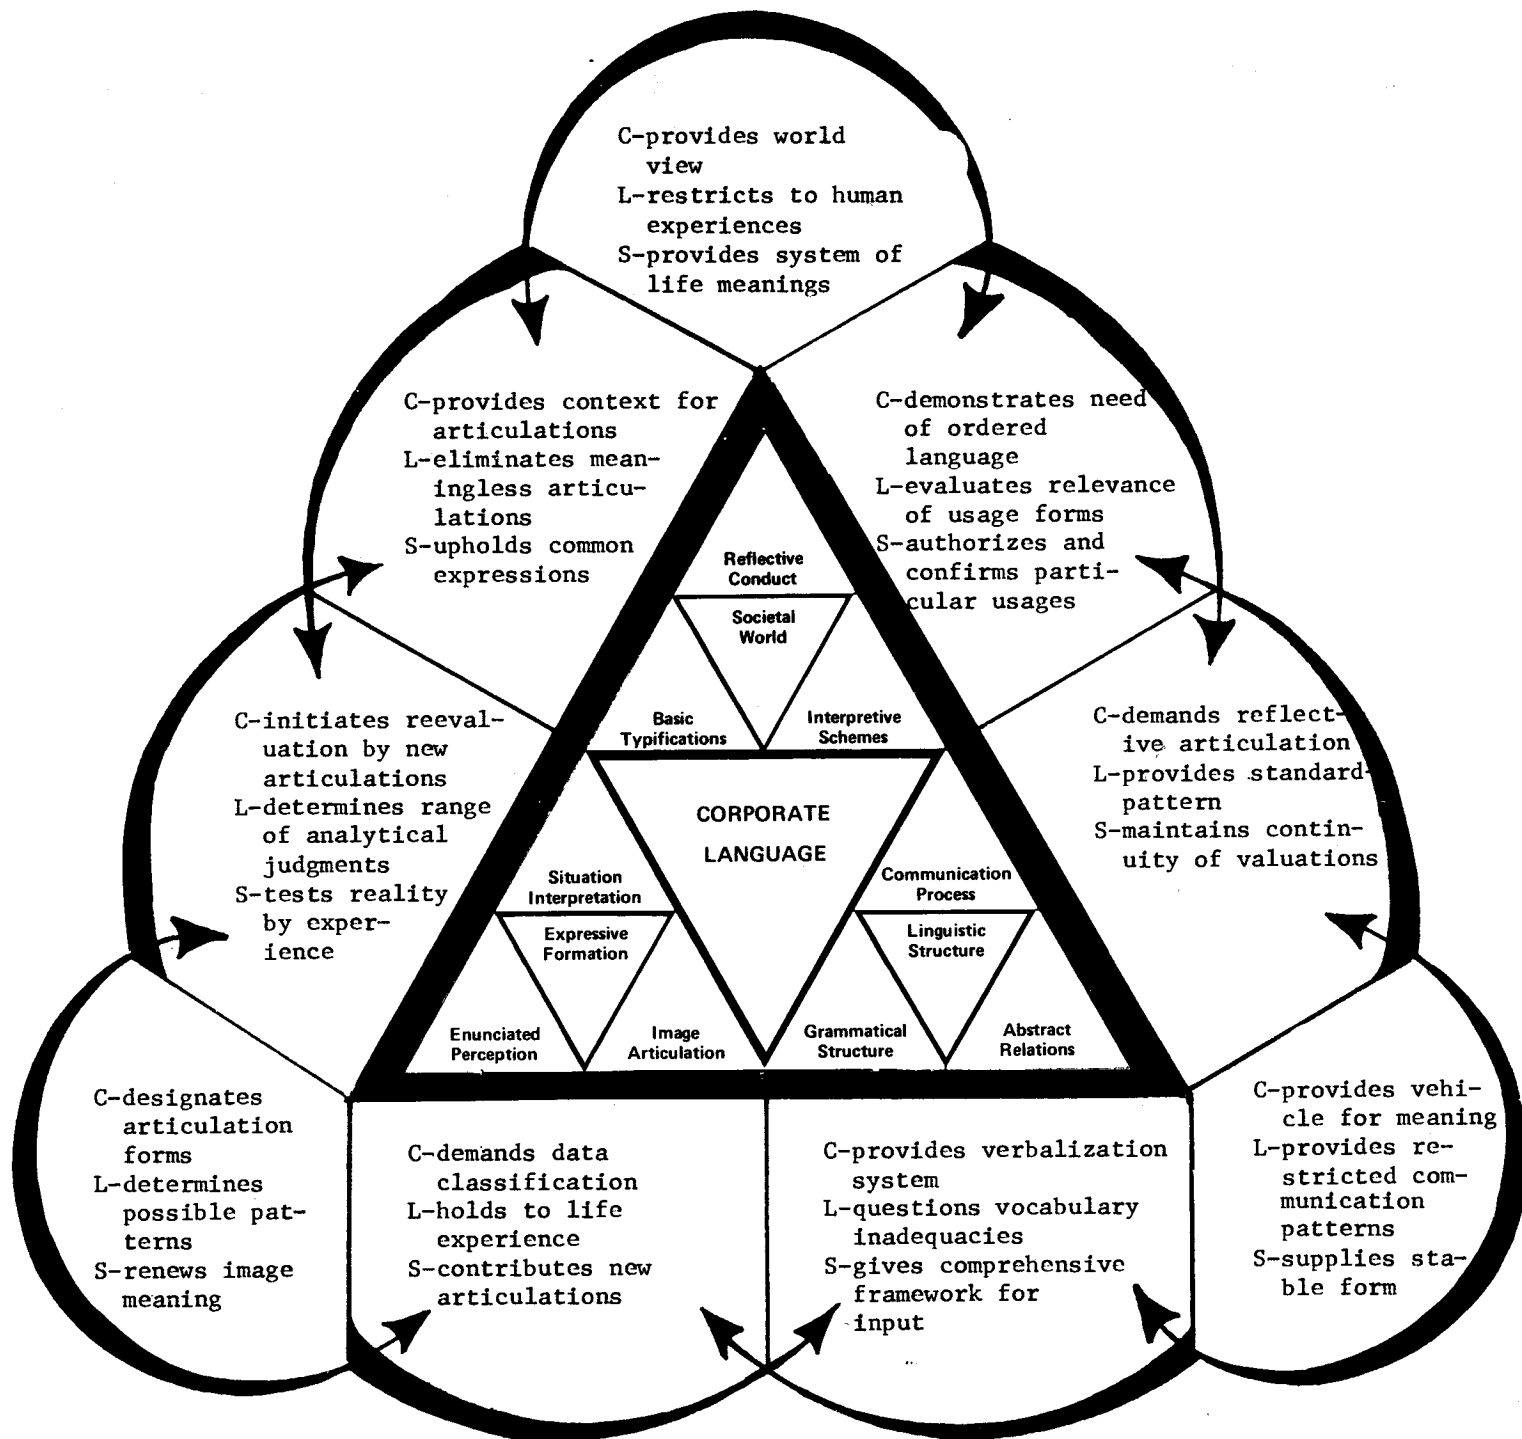 C-provides world
view
L-restricts to human
experiences
S-provides system of
life meanings
C-provides context for
articulations
L-eliminates mean-
ingless articu-
lations
S-upholds common
expressions
C-demonstrates need
of ordered
language
L-evaluates relevance
of usage forms
S-authorizes and
confirms parti-
cular usages
Reflective
Conduct
Societal
World
Basic
Typifications
Interpretive
Schemes
C-initiates reeval-
uation by new
articulations
L-determines range
of analytical
judgments
S-tests reality
by exper-
ience
C-demands reflect-
ive articulation
L-provides standard
pattern
S-maintains contin-
uity of valuations
CORPORATE
LANGUAGE
Situation
Interpretation
Expressive
Formation
Enunciated
Perception
Image
Articulation
Communication
Process
Linguistic
Structure
Grammatical
Structure
Abstract
Relations
C-designates
articulation
forms
L-determines
possible pat-
terns
S-renews image
meaning
C-demands data
classification
L-holds to life
experience
S-contributes new
articulations
C-provides verbalization
system
L-questions vocabulary
inadequacies
S-gives comprehensive
framework for
input
C-provides vehi-
cle for meaning
L-provides re-
stricted com-
munication
patterns
S-supplies sta-
ble form